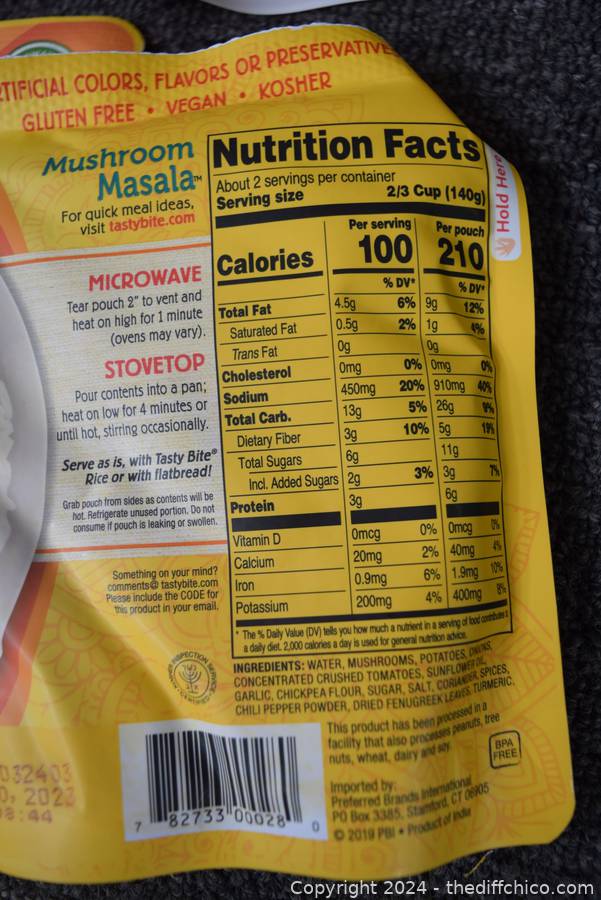 TIFICIAL COLORS, FLAVORS OR PRESERVATIVE
GLUTEN FREE • VEGAN • KOSHER
Mushroom
Masala™
For quick meal ideas,
visit tastybite.com
MICROWAVE
Tear pouch 2" to vent and
heat on high for 1 minute
(ovens may vary).
STOVETOP
Pour contents into a pan;
heat on low for 4 minutes or
until hot, stirring occasionally.
Serve as is, with Tasty Bite®
Rice or with flatbread!
Grab pouch from sides as contents will be
hot. Refrigerate unused portion. Do not
consume if pouch is leaking or swollen.
Something on your mind?
comments@tastybite.com
Please include the CODE for
this product in your email.
Nutrition Facts
About 2 servings per container
Serving size 2/3 Cup (140g)
Per serving Per pouch
Calories 100 210
% DV* % DV*
Total Fat 4.5g 6% 9g 12%
Saturated Fat 0.5g 2% 1g 4%
Trans Fat 0g 0g
Cholesterol 0mg 0% 0mg 0%
Sodium 450mg 20% 910mg 40%
Total Carb. 13g 5% 26g 9%
Dietary Fiber 3g 10% 5g 19%
Total Sugars 6g 11g
Incl. Added Sugars 2g 3% 3g 7%
Protein 3g 6g
Vitamin D 0mcg 0% 0mcg 0%
Calcium 20mg 2% 40mg 4%
Iron 0.9mg 6% 1.9mg 10%
Potassium 200mg 4% 400mg 8%
* The % Daily Value (DV) tells you how much a nutrient in a serving of food contributes to
a daily diet. 2,000 calories a day is used for general nutrition advice.
INGREDIENTS: WATER, MUSHROOMS, POTATOES, ONIONS,
CONCENTRATED CRUSHED TOMATOES, SUNFLOWER OIL,
GARLIC, CHICKPEA FLOUR, SUGAR, SALT, CORIANDER, SPICES,
CHILI PEPPER POWDER, DRIED FENUGREEK LEAVES, TURMERIC.
This product has been processed in a
facility that also processes peanuts, tree
nuts, wheat, dairy and soy.
BPA
FREE
Imported by:
Preferred Brands International
PO Box 3385, Stamford, CT 06905
© 2019 PBI • Product of India
Hold Here
7 82733 00028 0
032403
0, 2023
08:44
Copyright 2024 - thediffchico.com